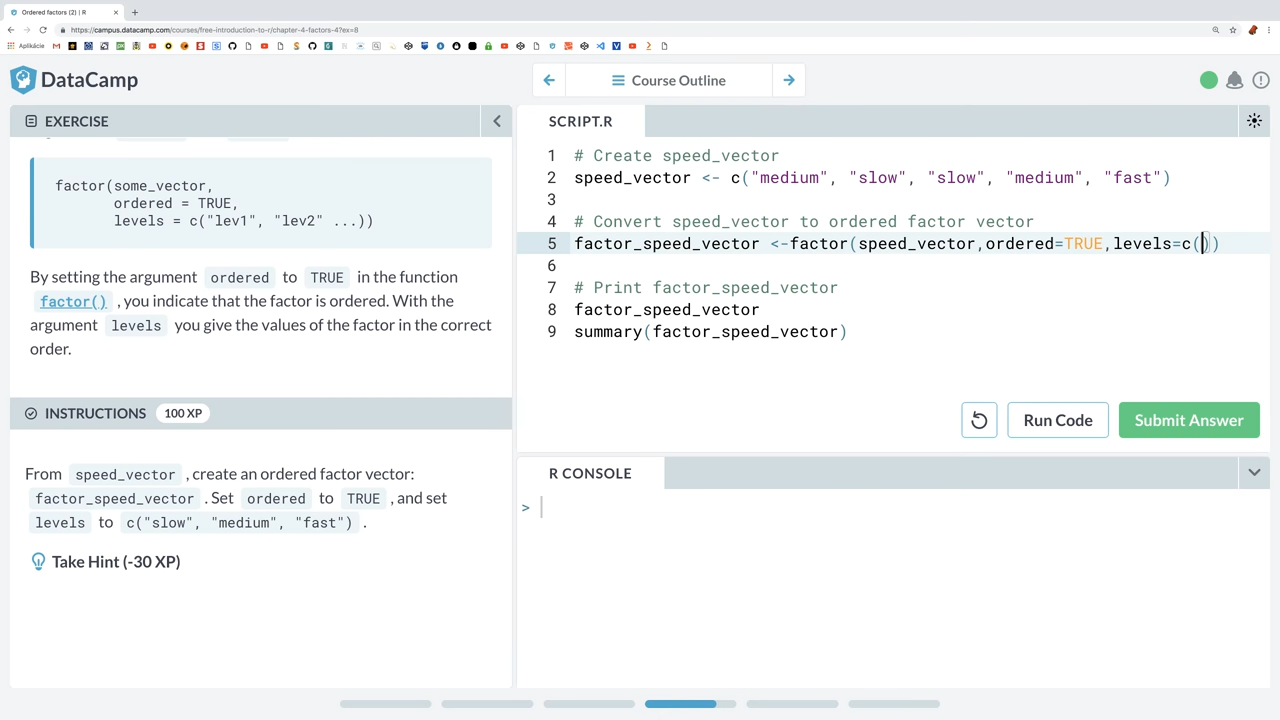 Ordered factors (2) | R
https://campus.datacamp.com/courses/free-introduction-to-r/chapter-4-factors-4?ex=8
Aplikácie
DataCamp
Course Outline
EXERCISE
factor(some_vector,
ordered = TRUE,
levels = c("lev1", "lev2" ...))
By setting the argument ordered to TRUE in the function
factor() , you indicate that the factor is ordered. With the
argument levels you give the values of the factor in the correct
order.
INSTRUCTIONS 100 XP
From speed_vector , create an ordered factor vector:
factor_speed_vector . Set ordered to TRUE , and set
levels to c("slow", "medium", "fast") .
Take Hint (-30 XP)
SCRIPT.R
1 # Create speed_vector
2 speed_vector <- c("medium", "slow", "slow", "medium", "fast")
3
4 # Convert speed_vector to ordered factor vector
5 factor_speed_vector <-factor(speed_vector,ordered=TRUE,levels=c())
6
7 # Print factor_speed_vector
8 factor_speed_vector
9 summary(factor_speed_vector)
Run Code
Submit Answer
R CONSOLE
>